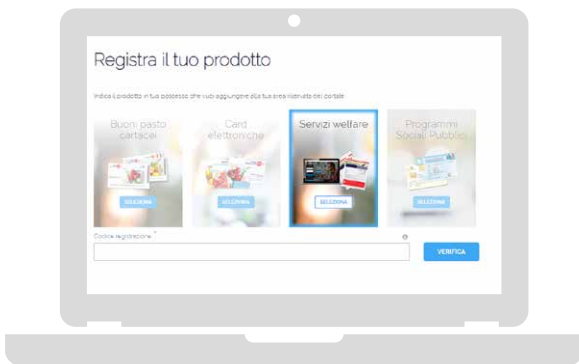 Registra il tuo prodotto
Indica il prodotto in tuo possesso che vuoi aggiungere alla tua area riservata del portale
Buoni pasto
cartacei
SELEZIONA
Card
elettroniche
SELEZIONA
Servizi welfare
SELEZIONA
Programmi
Sociali Pubblici
SELEZIONA
Codice registrazione *
VERIFICA